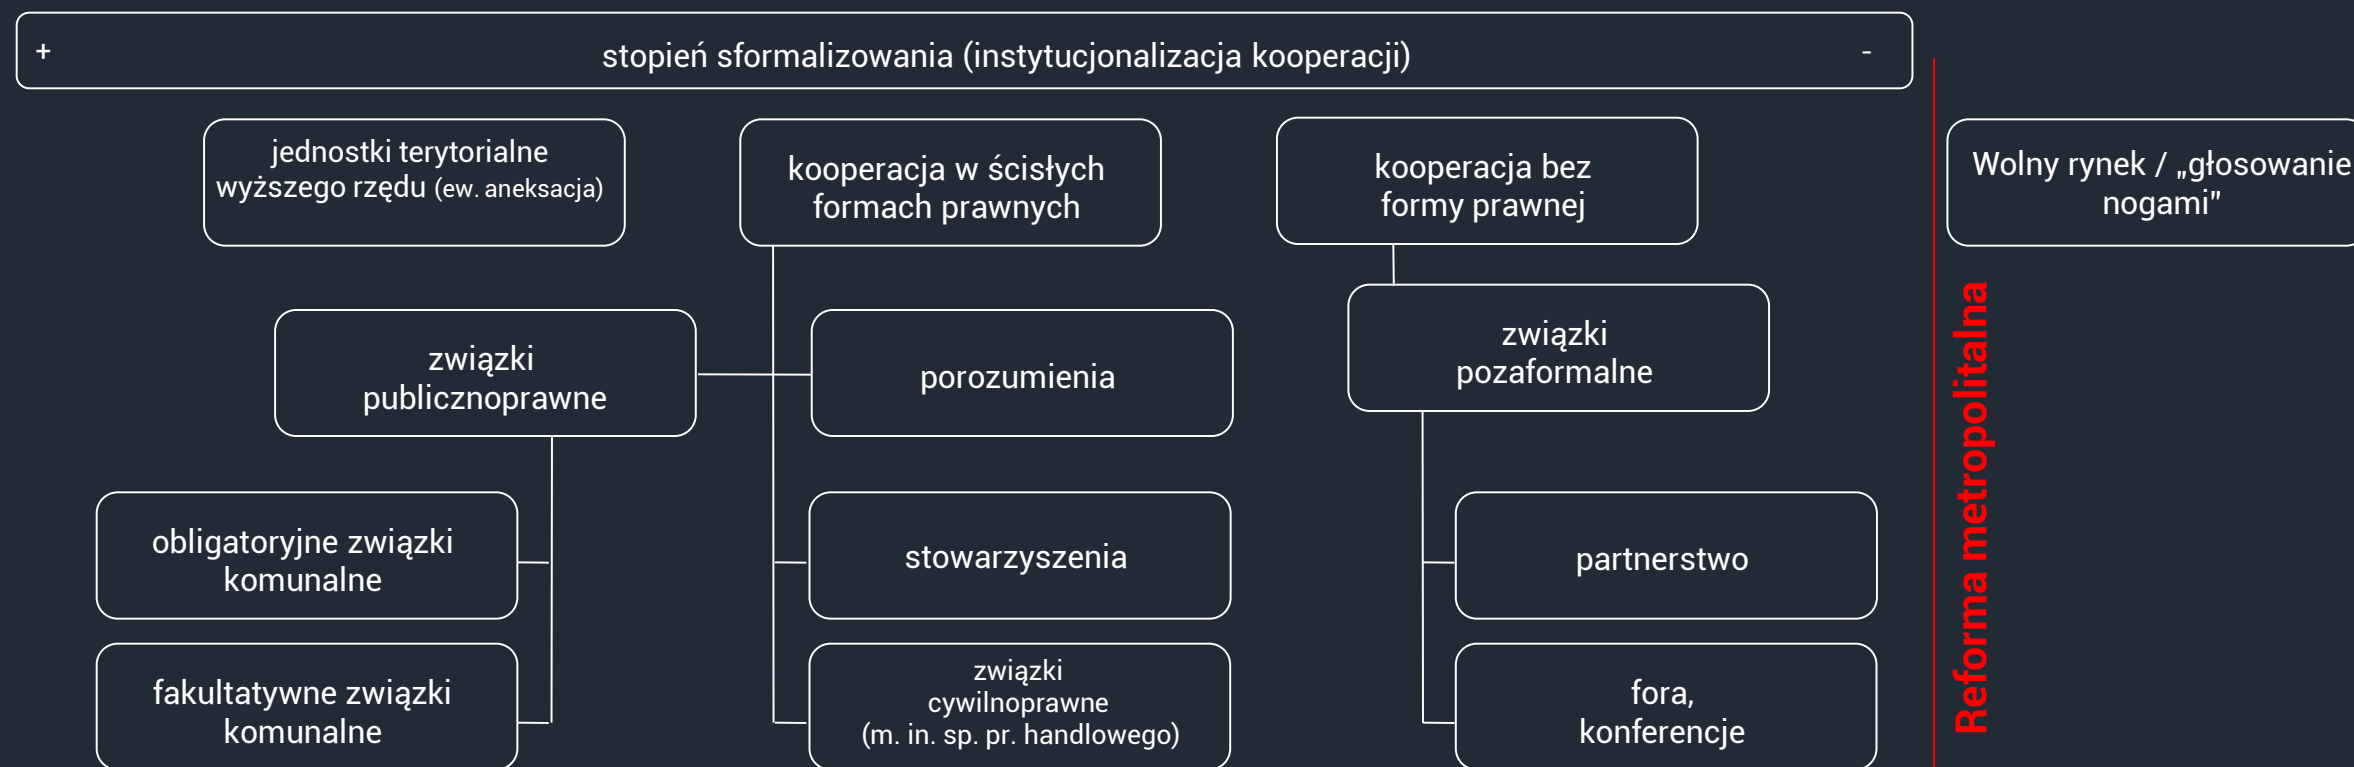 + stopień sformalizowania (instytucjonalizacja kooperacji) -
jednostki terytorialne
wyższego rzędu (ew. aneksacja)
kooperacja w ścisłych
formach prawnych
kooperacja bez
formy prawnej
Wolny rynek / „głosowanie
nogami”
związki
publicznoprawne
porozumienia
związki
pozaformalne
obligatoryjne związki
komunalne
stowarzyszenia
partnerstwo
fakultatywne związki
komunalne
związki
cywilnoprawne
(m. in. sp. pr. handlowego)
fora,
konferencje
Reforma metropolitalna